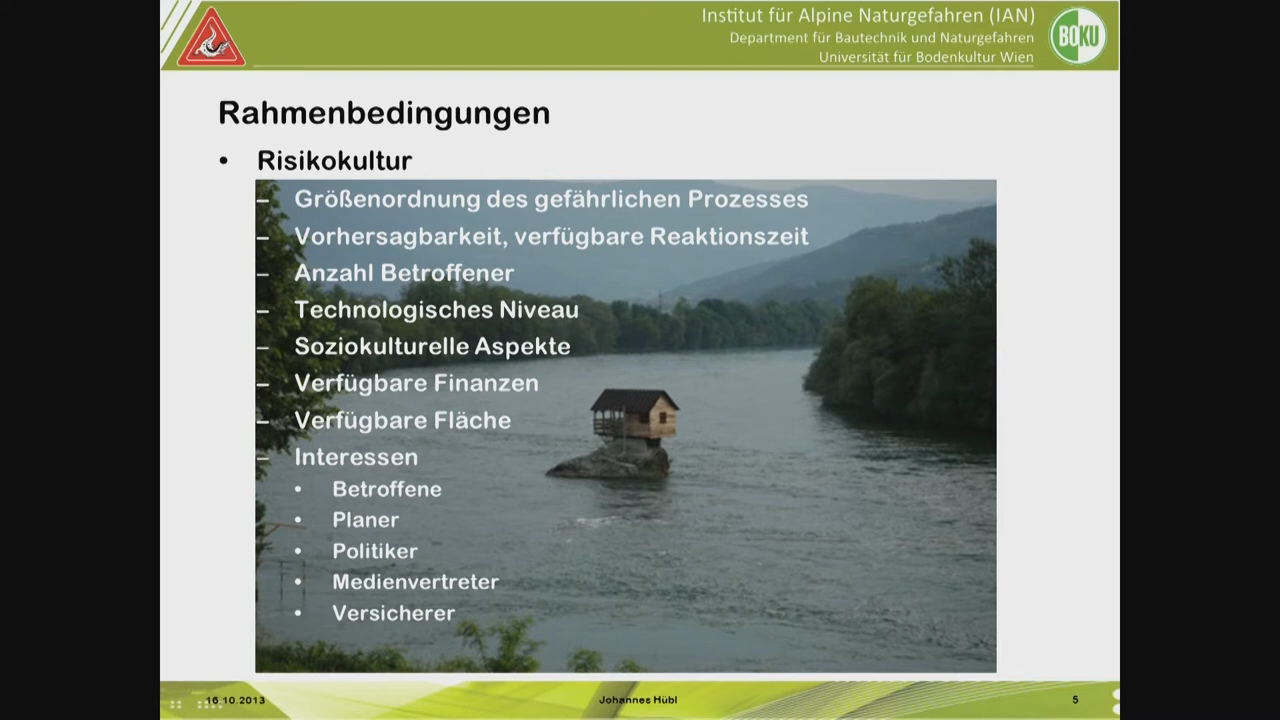 Institut für Alpine Naturgefahren (IAN)
Department für Bautechnik und Naturgefahren
Universität für Bodenkultur Wien
BOKU
Rahmenbedingungen
• Risikokultur
– Größenordnung des gefährlichen Prozesses
– Vorhersagbarkeit, verfügbare Reaktionszeit
– Anzahl Betroffener
– Technologisches Niveau
– Soziokulturelle Aspekte
– Verfügbare Finanzen
– Verfügbare Fläche
– Interessen
• Betroffene
• Planer
• Politiker
• Medienvertreter
• Versicherer
16.10.2013
Johannes Hübl
5